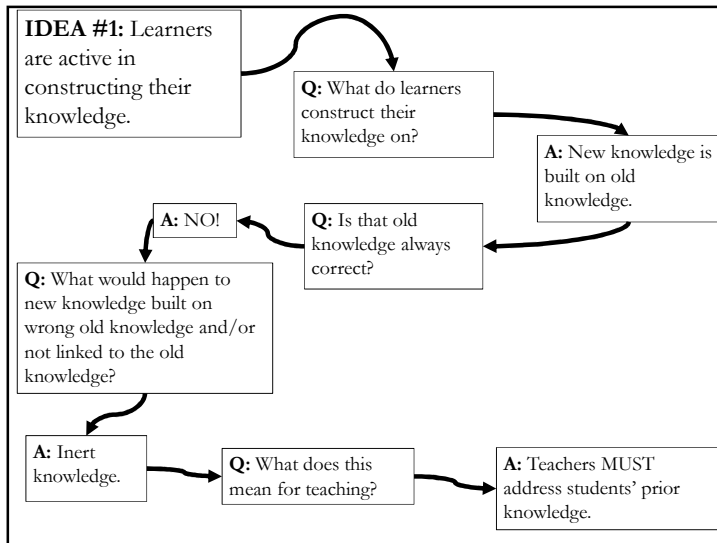 IDEA #1: Learners
are active in
constructing their
knowledge.
Q: What do learners
construct their
knowledge on?
A: New knowledge is
built on old
knowledge.
Q: Is that old
knowledge always
correct?
A: NO!
Q: What would happen to
new knowledge built on
wrong old knowledge and/or
not linked to the old
knowledge?
A: Inert
knowledge.
Q: What does this
mean for teaching?
A: Teachers MUST
address students’ prior
knowledge.